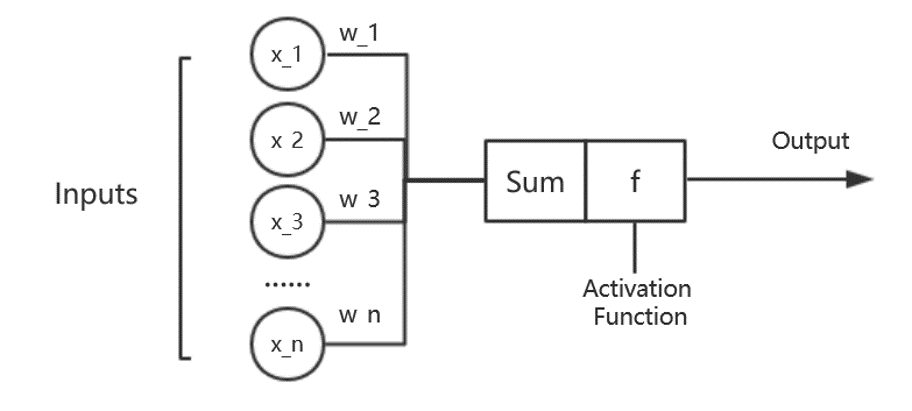 w_1
x_1
w_2
x 2
Output
Inputs
w 3
Sum
f
x_3
......
Activation
Function
w n
x_n